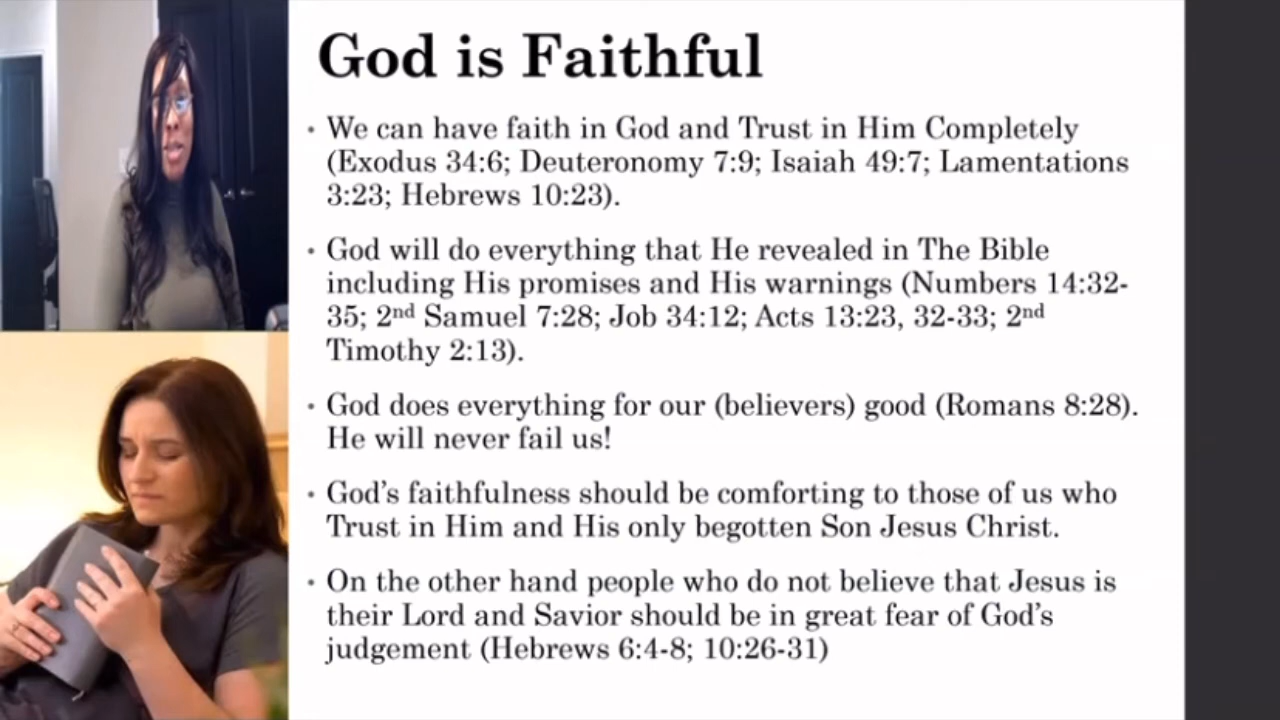 God is Faithful
• We can have faith in God and Trust in Him Completely
(Exodus 34:6; Deuteronomy 7:9; Isaiah 49:7; Lamentations
3:23; Hebrews 10:23).
• God will do everything that He revealed in The Bible
including His promises and His warnings (Numbers 14:32-
35; 2nd Samuel 7:28; Job 34:12; Acts 13:23, 32-33; 2nd
Timothy 2:13).
• God does everything for our (believers) good (Romans 8:28).
He will never fail us!
• God’s faithfulness should be comforting to those of us who
Trust in Him and His only begotten Son Jesus Christ.
• On the other hand people who do not believe that Jesus is
their Lord and Savior should be in great fear of God’s
judgement (Hebrews 6:4-8; 10:26-31)